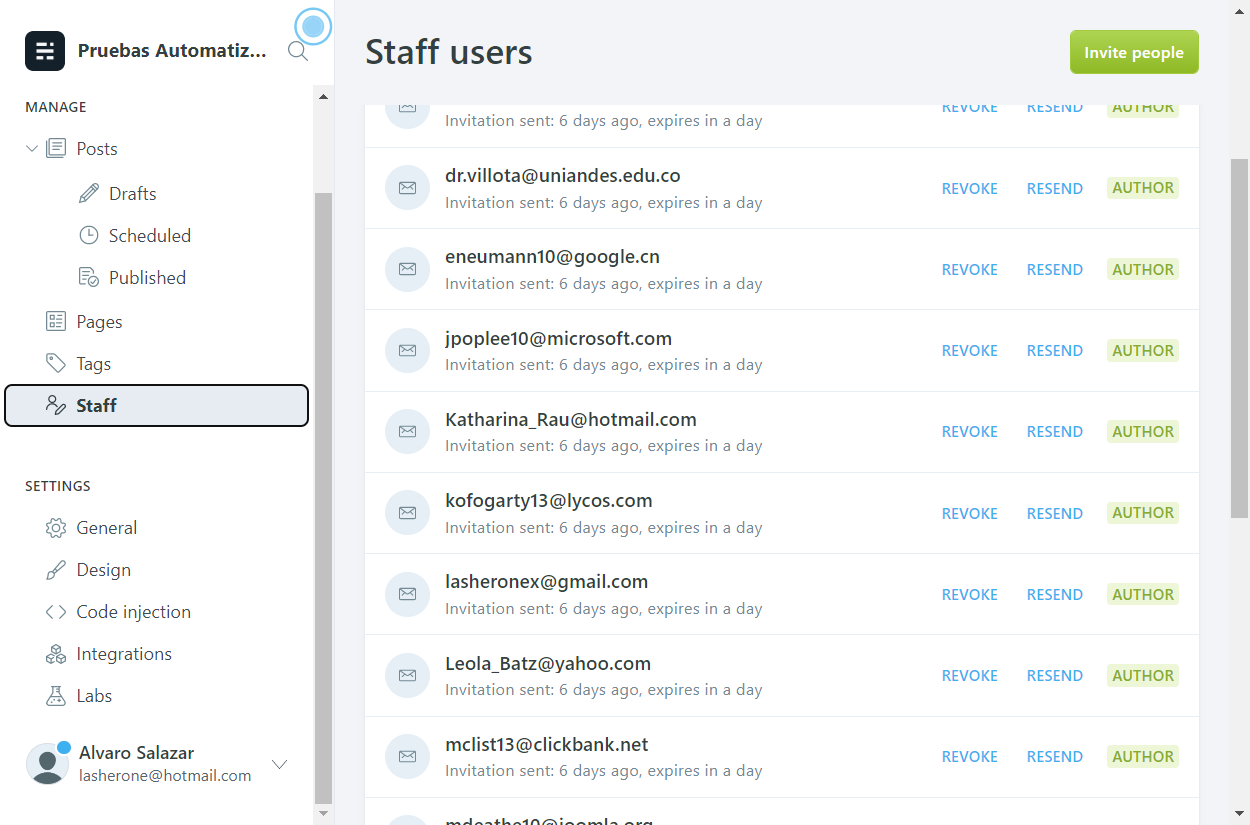 Pruebas Automatiz...
MANAGE
Posts
Drafts
Scheduled
Published
Pages
Tags
Staff
SETTINGS
General
Design
Code injection
Integrations
Labs
Alvaro Salazar
lasherone@hotmail.com
Staff users
Invite people
Invitation sent: 6 days ago, expires in a day
REVOKE RESEND AUTHOR
dr.villota@uniandes.edu.co
Invitation sent: 6 days ago, expires in a day
REVOKE RESEND AUTHOR
eneumann10@google.cn
Invitation sent: 6 days ago, expires in a day
REVOKE RESEND AUTHOR
jpoplee10@microsoft.com
Invitation sent: 6 days ago, expires in a day
REVOKE RESEND AUTHOR
Katharina_Rau@hotmail.com
Invitation sent: 6 days ago, expires in a day
REVOKE RESEND AUTHOR
kofogarty13@lycos.com
Invitation sent: 6 days ago, expires in a day
REVOKE RESEND AUTHOR
lasheronex@gmail.com
Invitation sent: 6 days ago, expires in a day
REVOKE RESEND AUTHOR
Leola_Batz@yahoo.com
Invitation sent: 6 days ago, expires in a day
REVOKE RESEND AUTHOR
mclist13@clickbank.net
Invitation sent: 6 days ago, expires in a day
REVOKE RESEND AUTHOR
mdeathe10@joomla.org